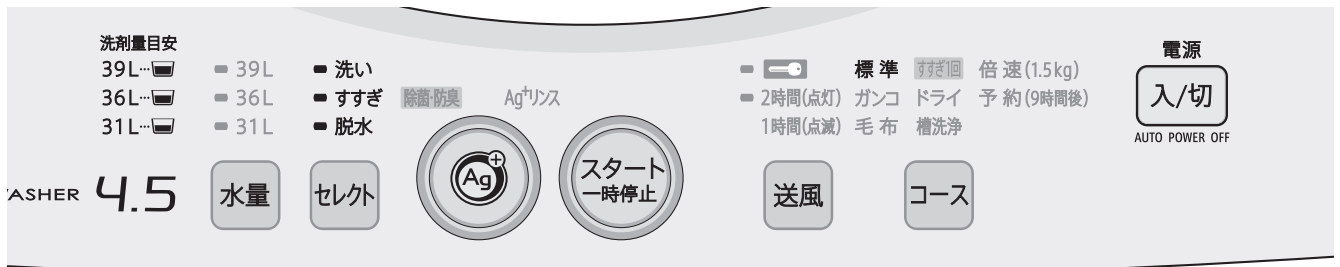 洗剤量目安
39L…
36L…
31L…
39L
36L
31L
洗い
すすぎ
脱水
除菌・防臭
Ag⁺リンス
2時間(点灯)
1時間(点滅)
標準
ガンコ
毛布
すすぎ1回
ドライ
槽洗浄
倍速(1.5kg)
予約(9時間後)
電源
入/切
AUTO POWER OFF
ASHER 4.5
水量
セレクト
Ag⁺
スタート
一時停止
送風
コース